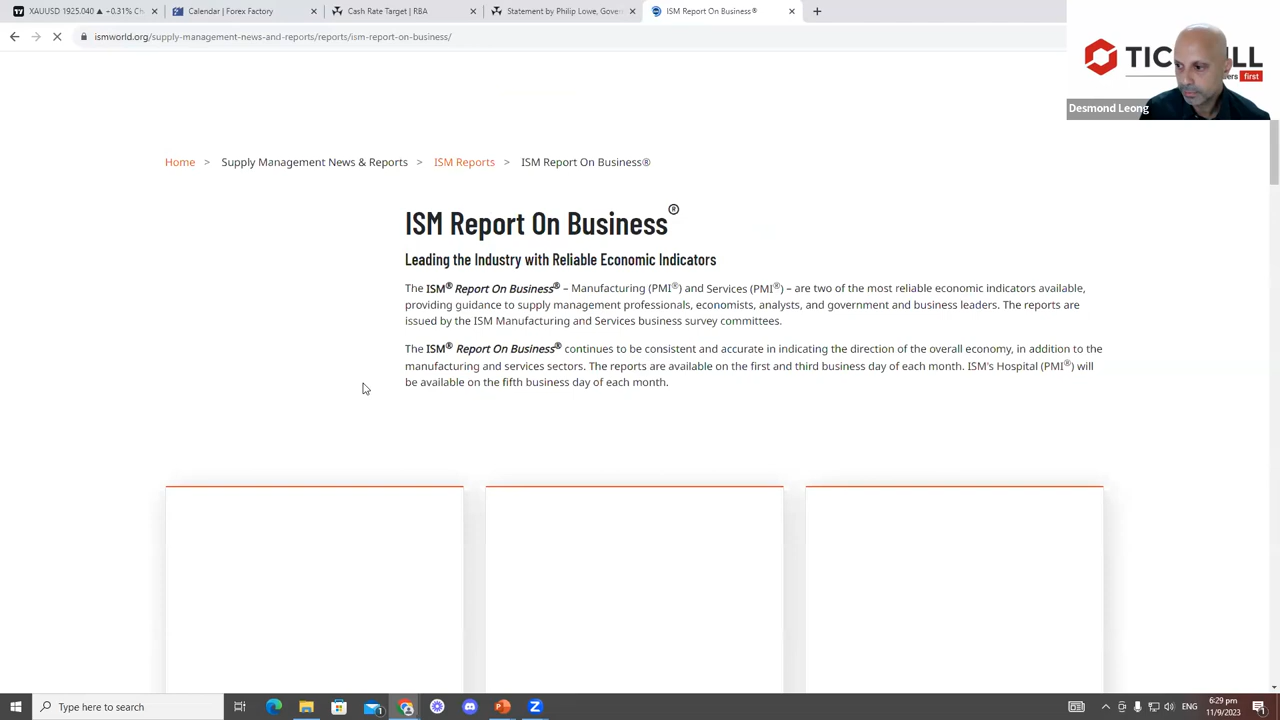 XAUUSD 1925.040 ▲ +0.31% Ch
Calendar | Forex Factory
Cash Rate Target | RBA
Statement by Philip Lowe, Govern
ISM Report On Business®
ismworld.org/supply-management-news-and-reports/reports/ism-report-on-business/
first
Desmond Leong
Home > Supply Management News & Reports > ISM Reports > ISM Report On Business®
ISM Report On Business®
Leading the Industry with Reliable Economic Indicators
The ISM® Report On Business® – Manufacturing (PMI®) and Services (PMI®) – are two of the most reliable economic indicators available,
providing guidance to supply management professionals, economists, analysts, and government and business leaders. The reports are
issued by the ISM Manufacturing and Services business survey committees.
The ISM® Report On Business® continues to be consistent and accurate in indicating the direction of the overall economy, in addition to the
manufacturing and services sectors. The reports are available on the first and third business day of each month. ISM's Hospital (PMI®) will
be available on the fifth business day of each month.
Type here to search
ENG
6:29 pm
11/9/2023